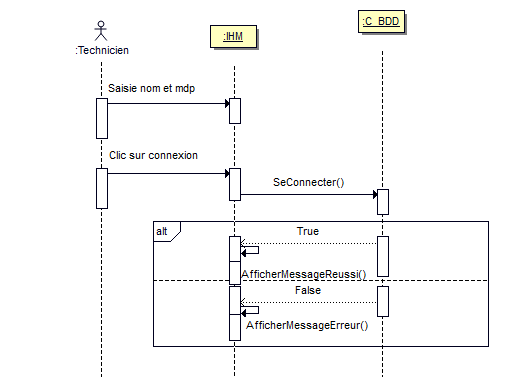 :C_BDD
:IHM
:Technicien
Saisie nom et mdp
Clic sur connexion
SeConnecter()
alt
True
AfficherMessageReussi()
False
AfficherMessageErreur()